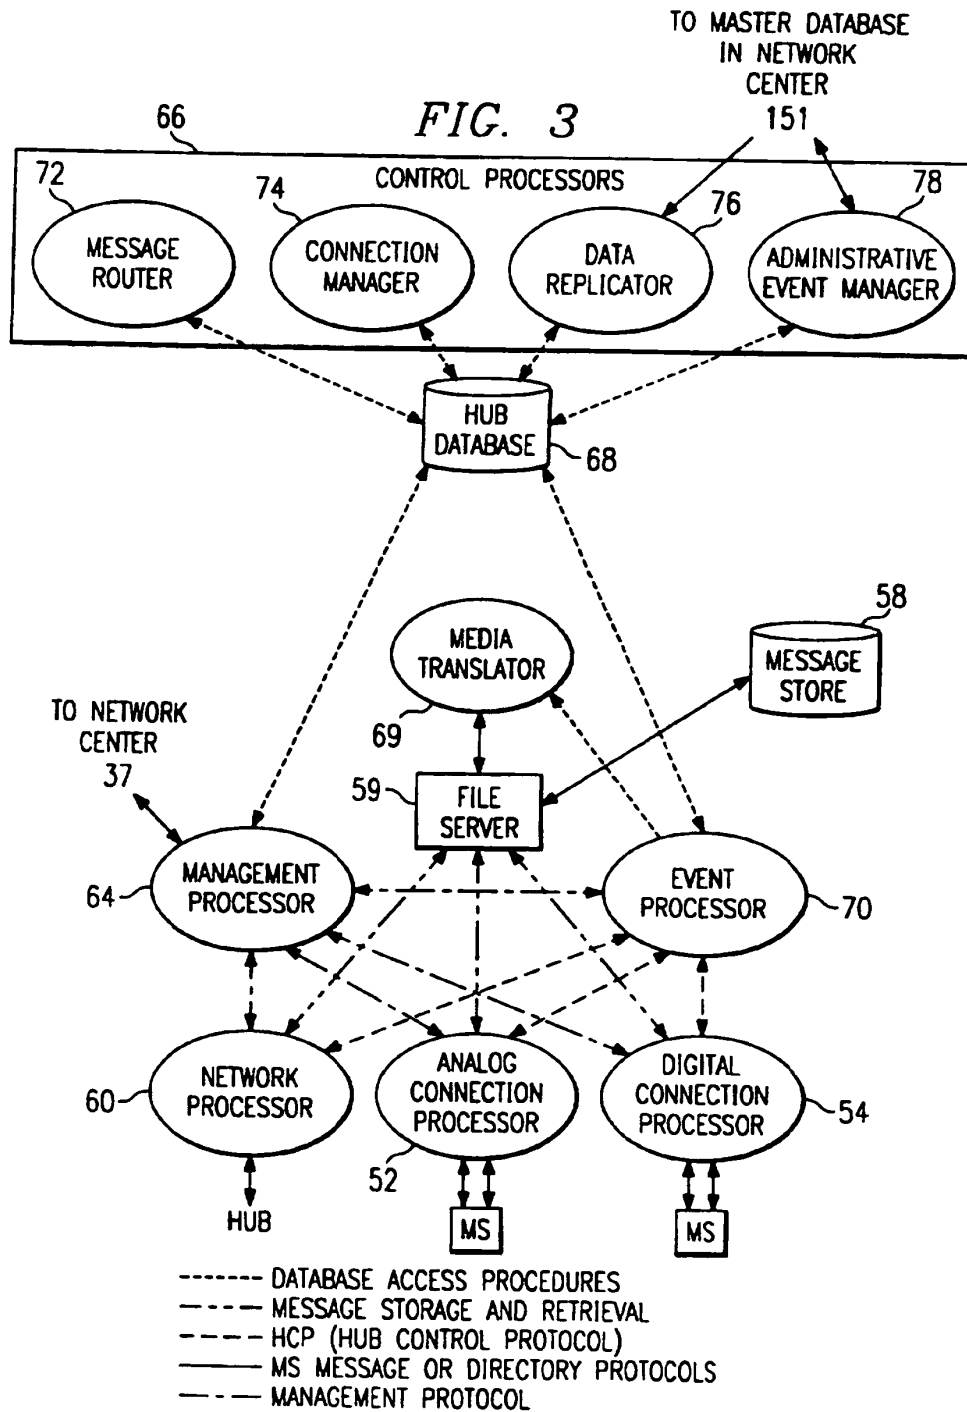 TO MASTER DATABASE
IN NETWORK
CENTER
151
FIG. 3
66
CONTROL PROCESSORS
72
74
76
78
MESSAGE
ROUTER
CONNECTION
MANAGER
DATA
REPLICATOR
ADMINISTRATIVE
EVENT MANAGER
HUB
DATABASE
68
MEDIA
TRANSLATOR
69
58
MESSAGE
STORE
TO NETWORK
CENTER
37
59
FILE
SERVER
MANAGEMENT
PROCESSOR
64
EVENT
PROCESSOR
70
NETWORK
PROCESSOR
60
ANALOG
CONNECTION
PROCESSOR
52
DIGITAL
CONNECTION
PROCESSOR
54
HUB
MS
MS
DATABASE ACCESS PROCEDURES
MESSAGE STORAGE AND RETRIEVAL
HCP (HUB CONTROL PROTOCOL)
MS MESSAGE OR DIRECTORY PROTOCOLS
MANAGEMENT PROTOCOL